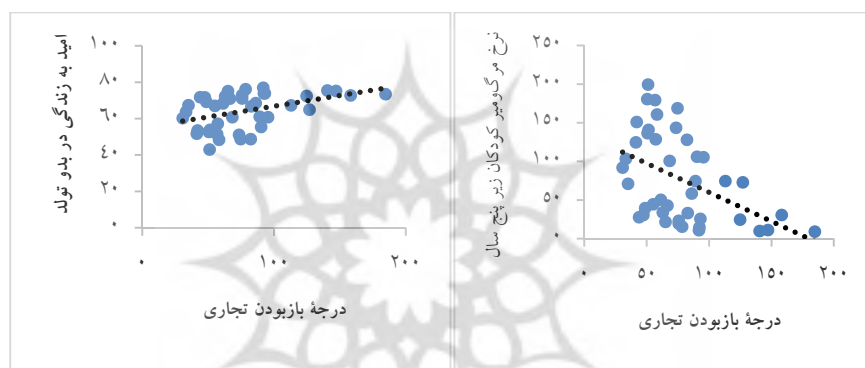 نرخ مرگ‌ومیر کودکان زیر پنج سال
۲۵۰
۲۰۰
۱۵۰
۱۰۰
۵۰
۰
۰ ۵۰ ۱۰۰ ۱۵۰ ۲۰۰
درجهٔ بازبودن تجاری
امید به زندگی در بدو تولد
۱۰۰
۸۰
۶۰
۴۰
۲۰
۰
۰ ۱۰۰ ۲۰۰
درجهٔ بازبودن تجاری